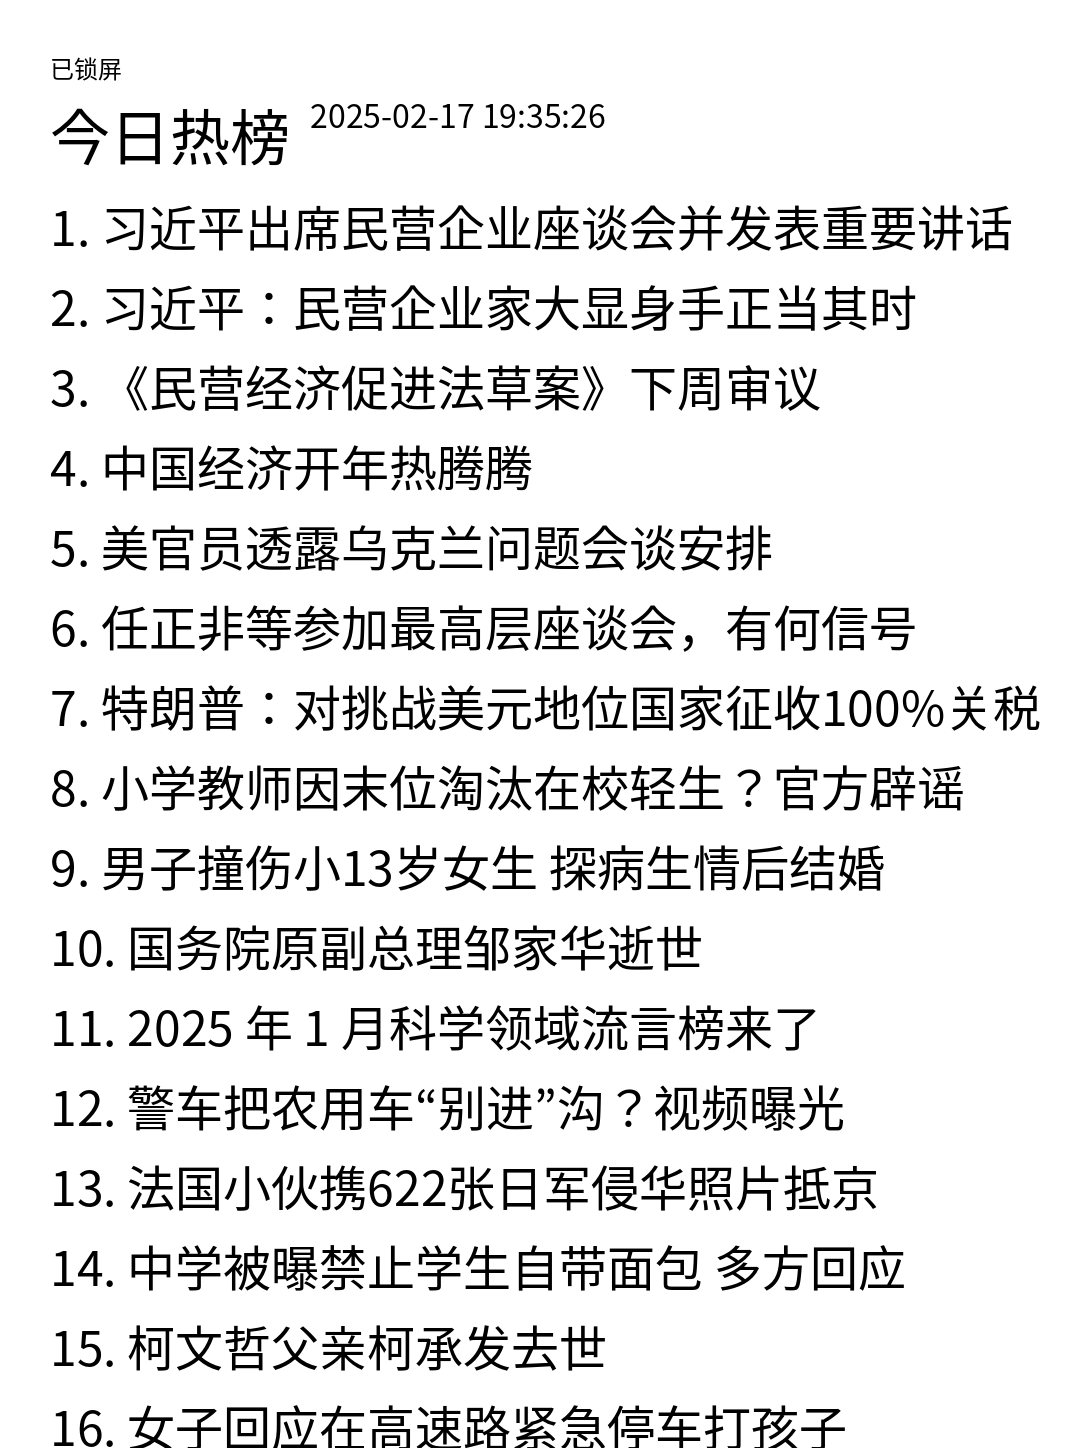 已锁屏
今日热榜 2025-02-17 19:35:26
1. 习近平出席民营企业座谈会并发表重要讲话
2. 习近平：民营企业家大显身手正当其时
3. 《民营经济促进法草案》下周审议
4. 中国经济开年热腾腾
5. 美官员透露乌克兰问题会谈安排
6. 任正非等参加最高层座谈会，有何信号
7. 特朗普：对挑战美元地位国家征收100%关税
8. 小学教师因末位淘汰在校轻生？官方辟谣
9. 男子撞伤小13岁女生 探病生情后结婚
10. 国务院原副总理邹家华逝世
11. 2025 年 1 月科学领域流言榜来了
12. 警车把农用车“别进”沟？视频曝光
13. 法国小伙携622张日军侵华照片抵京
14. 中学被曝禁止学生自带面包 多方回应
15. 柯文哲父亲柯承发去世
16. 女子回应在高速路紧急停车打孩子